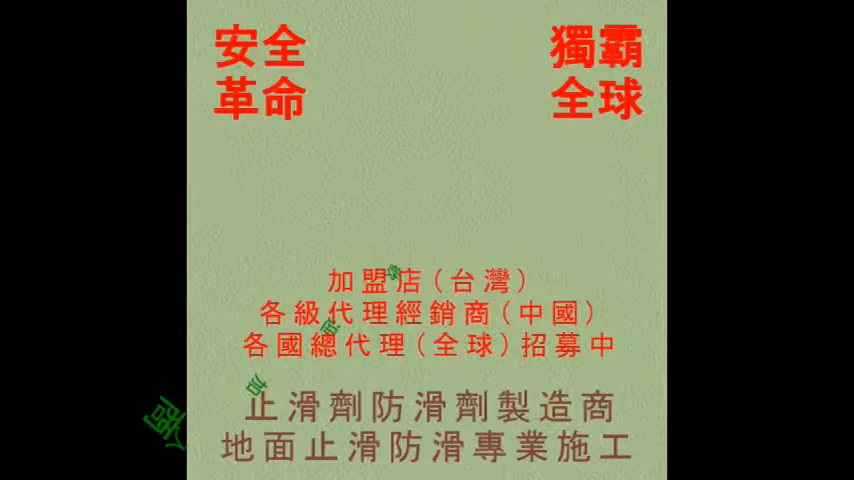 安全
革命
獨霸
全球
加盟店(台灣)
各級代理經銷商(中國)
各國總代理(全球)招募中
止滑劑防滑劑製造商
地面止滑防滑專業施工
加